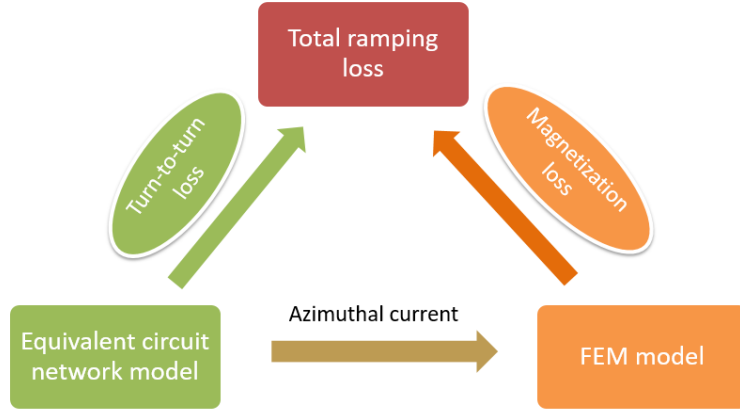 Total ramping
loss
Turn-to-turn
loss
Magnetization
loss
Azimuthal current
Equivalent circuit
network model
FEM model